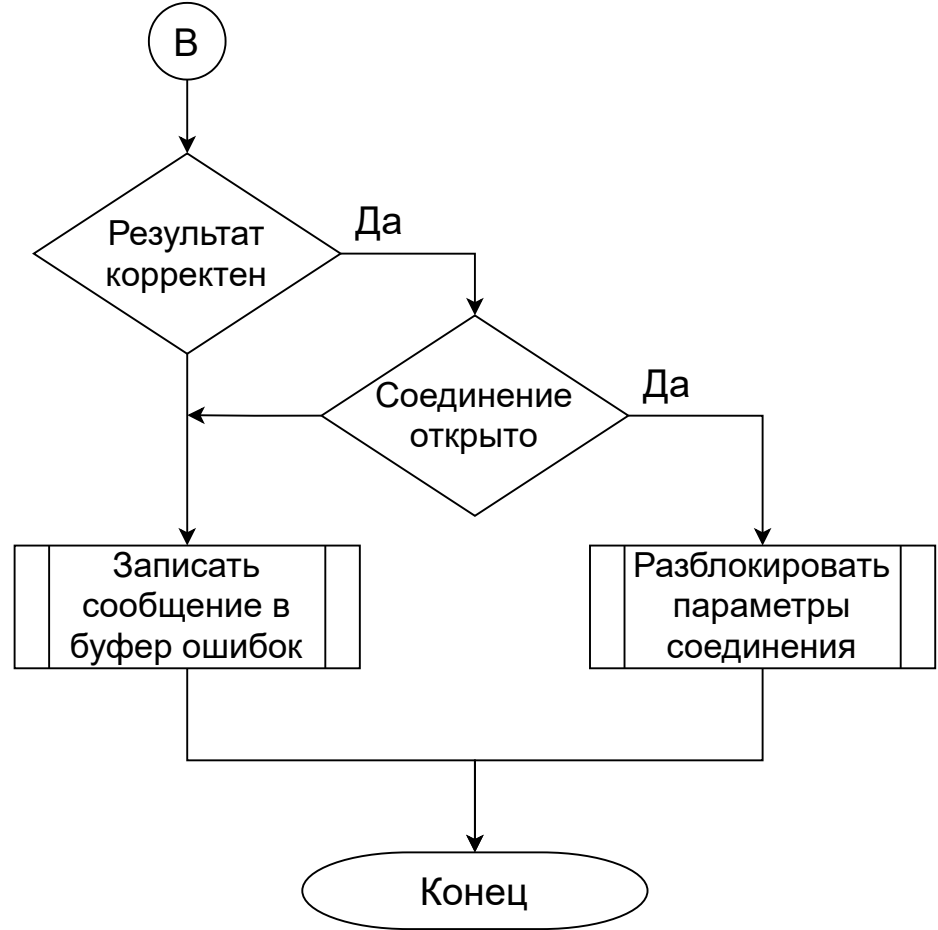 В
Результат
корректен
Да
Соединение
открыто
Да
Записать
сообщение в
буфер ошибок
Разблокировать
параметры
соединения
Конец